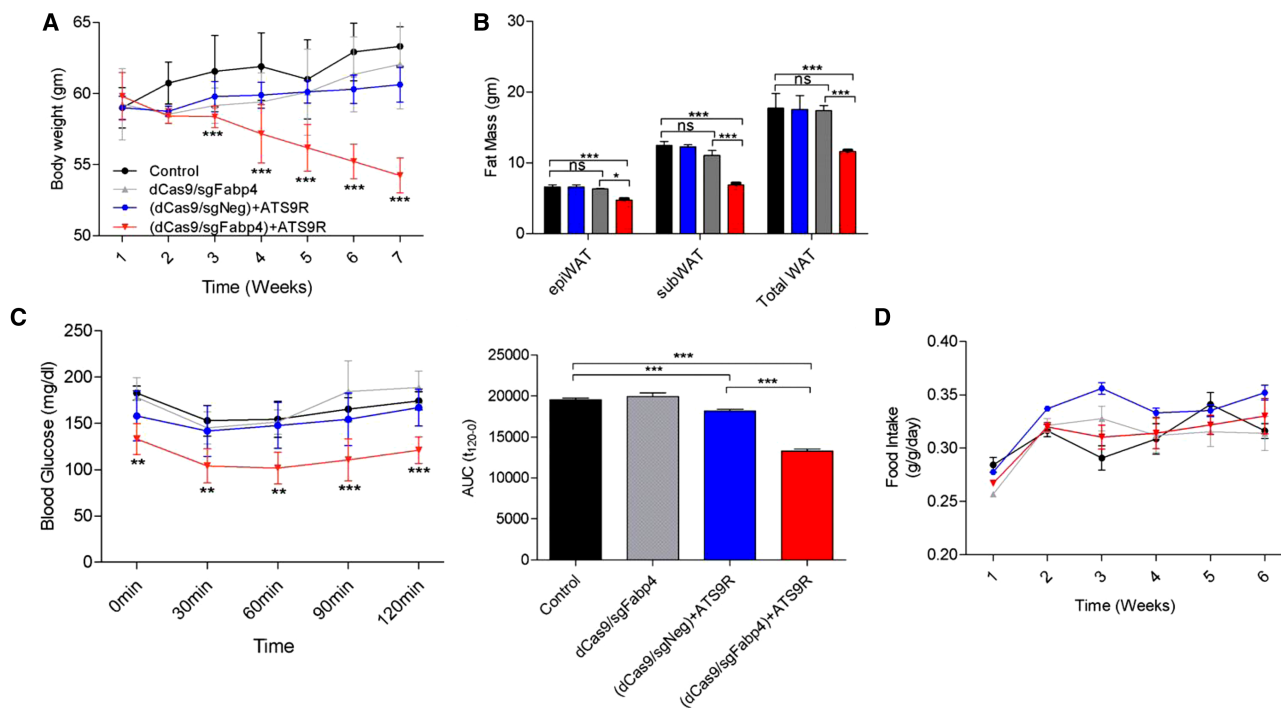 A
65
60
55
50
Body weight (gm)
Control
dCas9/sgFabp4
(dCas9/sgNeg)+ATS9R
(dCas9/sgFabp4)+ATS9R
***
***
***
***
***
1 2 3 4 5 6 7
Time (Weeks)
B
30
20
10
0
Fat Mass (gm)
***
ns
*
***
ns
***
***
ns
***
epiWAT subWAT Total WAT
C
250
200
150
100
50
0
Blood Glucose (mg/dl)
** ** ** *** ***
0min 30min 60min 90min 120min
Time
25000
20000
15000
10000
5000
0
AUC (t120-0)
***
***
***
Control
dCas9/sgFabp4
(dCas9/sgNeg)+ATS9R
(dCas9/sgFabp4)+ATS9R
D
0.40
0.35
0.30
0.25
0.20
Food Intake
(g/g/day)
1 2 3 4 5 6
Time (Weeks)